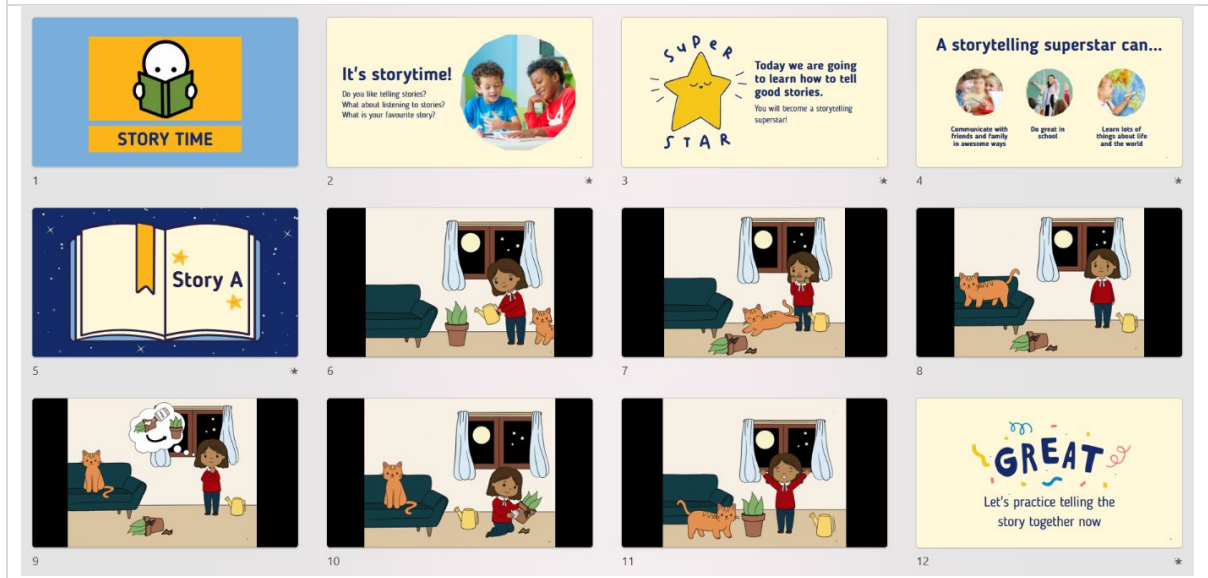 STORY TIME
1
It's storytime!
Do you like telling stories?
What about listening to stories?
What is your favourite story?
2
SUPER
STAR
Today we are going
to learn how to tell
good stories.
You will become a storytelling
superstar!
3
A storytelling superstar can...
Communicate with
friends and family
in awesome ways
Do great in
school
Learn lots of
things about life
and the world
4
Story A
5
6
7
8
9
10
11
GREAT
Let's practice telling the
story together now
12